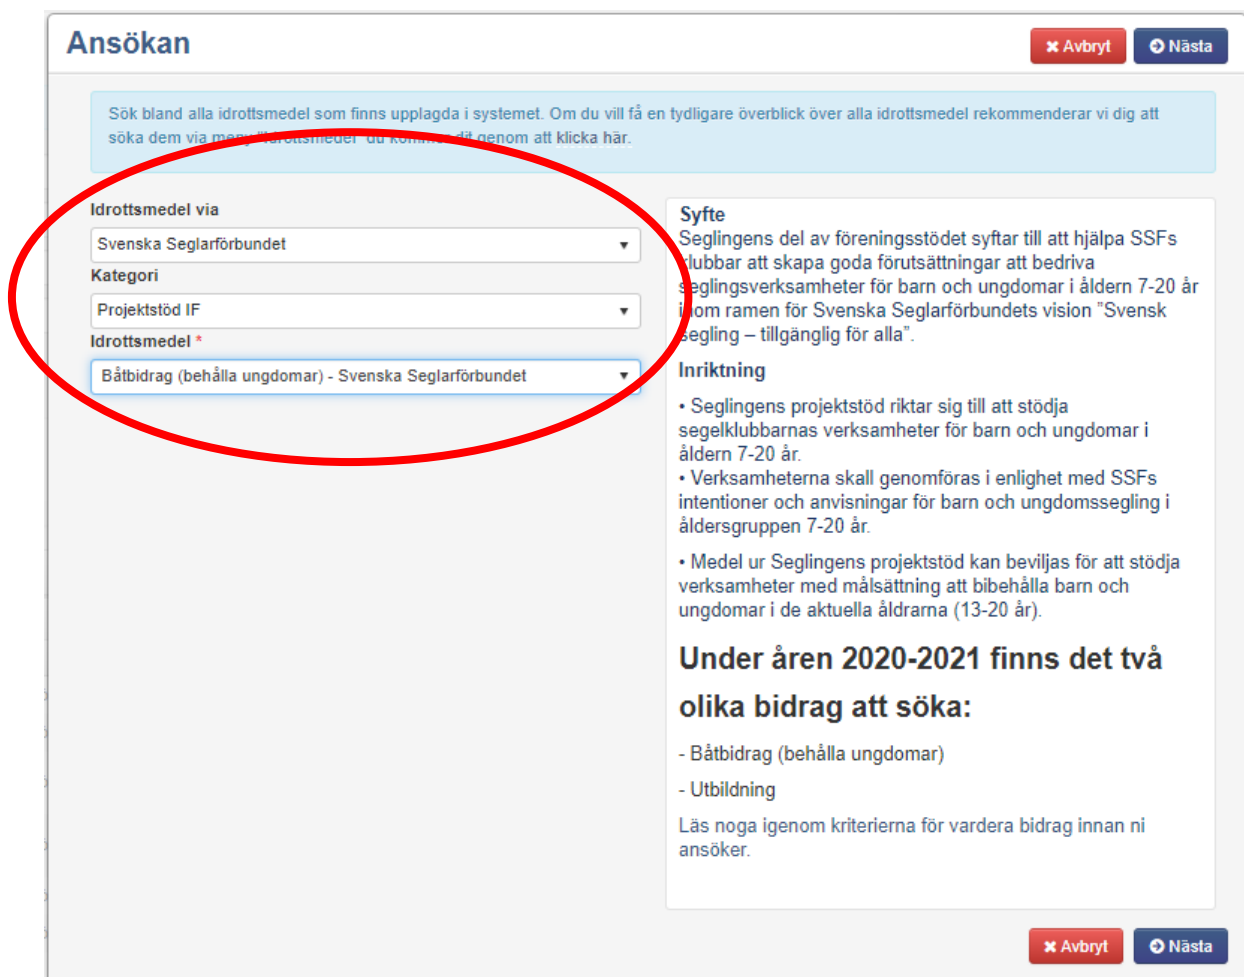 Ansökan
Avbryt
Nästa
Sök bland alla idrottsmedel som finns upplagda i systemet. Om du vill få en tydligare överblick över alla idrottsmedel rekommenderar vi dig att
söka dem via meny "Idrottsmedel" du kommer dit genom att klicka här.
Idrottsmedel via
Svenska Seglarförbundet
Kategori
Projektstöd IF
Idrottsmedel *
Båtbidrag (behålla ungdomar) - Svenska Seglarförbundet
Syfte
Seglingens del av föreningsstödet syftar till att hjälpa SSFs
klubbar att skapa goda förutsättningar att bedriva
seglingsverksamheter för barn och ungdomar i åldern 7-20 år
inom ramen för Svenska Seglarförbundets vision ”Svensk
segling – tillgänglig för alla”.
Inriktning
• Seglingens projektstöd riktar sig till att stödja
segelklubbarnas verksamheter för barn och ungdomar i
åldern 7-20 år.
• Verksamheterna skall genomföras i enlighet med SSFs
intentioner och anvisningar för barn och ungdomssegling i
åldersgruppen 7-20 år.
• Medel ur Seglingens projektstöd kan beviljas för att stödja
verksamheter med målsättning att bibehålla barn och
ungdomar i de aktuella åldrarna (13-20 år).
Under åren 2020-2021 finns det två
olika bidrag att söka:
- Båtbidrag (behålla ungdomar)
- Utbildning
Läs noga igenom kriterierna för vardera bidrag innan ni
ansöker.
Avbryt
Nästa